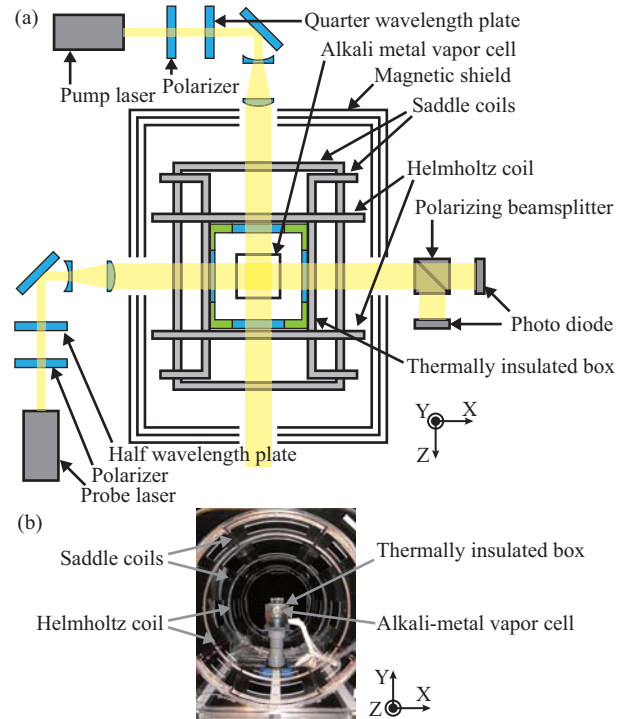 (a)
Quarter wavelength plate
Alkali metal vapor cell
Magnetic shield
Pump laser
Polarizer
Saddle coils
Helmholtz coil
Polarizing beamsplitter
Photo diode
Thermally insulated box
Half wavelength plate
Polarizer
Probe laser
Y X
Z
(b)
Saddle coils
Thermally insulated box
Helmholtz coil
Alkali-metal vapor cell
Y
Z X